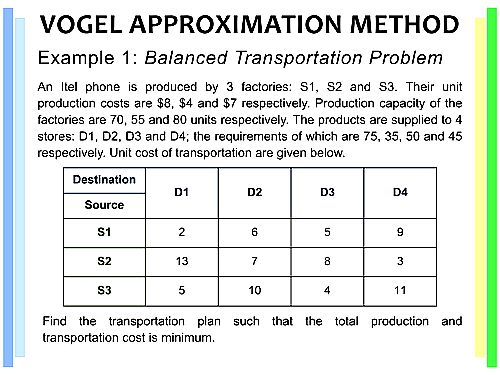 VOGEL APPROXIMATION METHOD
Example 1: Balanced Transportation Problem
An Itel phone is produced by 3 factories: S1, S2 and S3. Their unit
production costs are $8, $4 and $7 respectively. Production capacity of the
factories are 70, 55 and 80 units respectively. The products are supplied to 4
stores: D1, D2, D3 and D4; the requirements of which are 75, 35, 50 and 45
respectively. Unit cost of transportation are given below.
Destination D1 D2 D3 D4
Source
S1 2 6 5 9
S2 13 7 8 3
S3 5 10 4 11
Find the transportation plan such that the total production and
transportation cost is minimum.